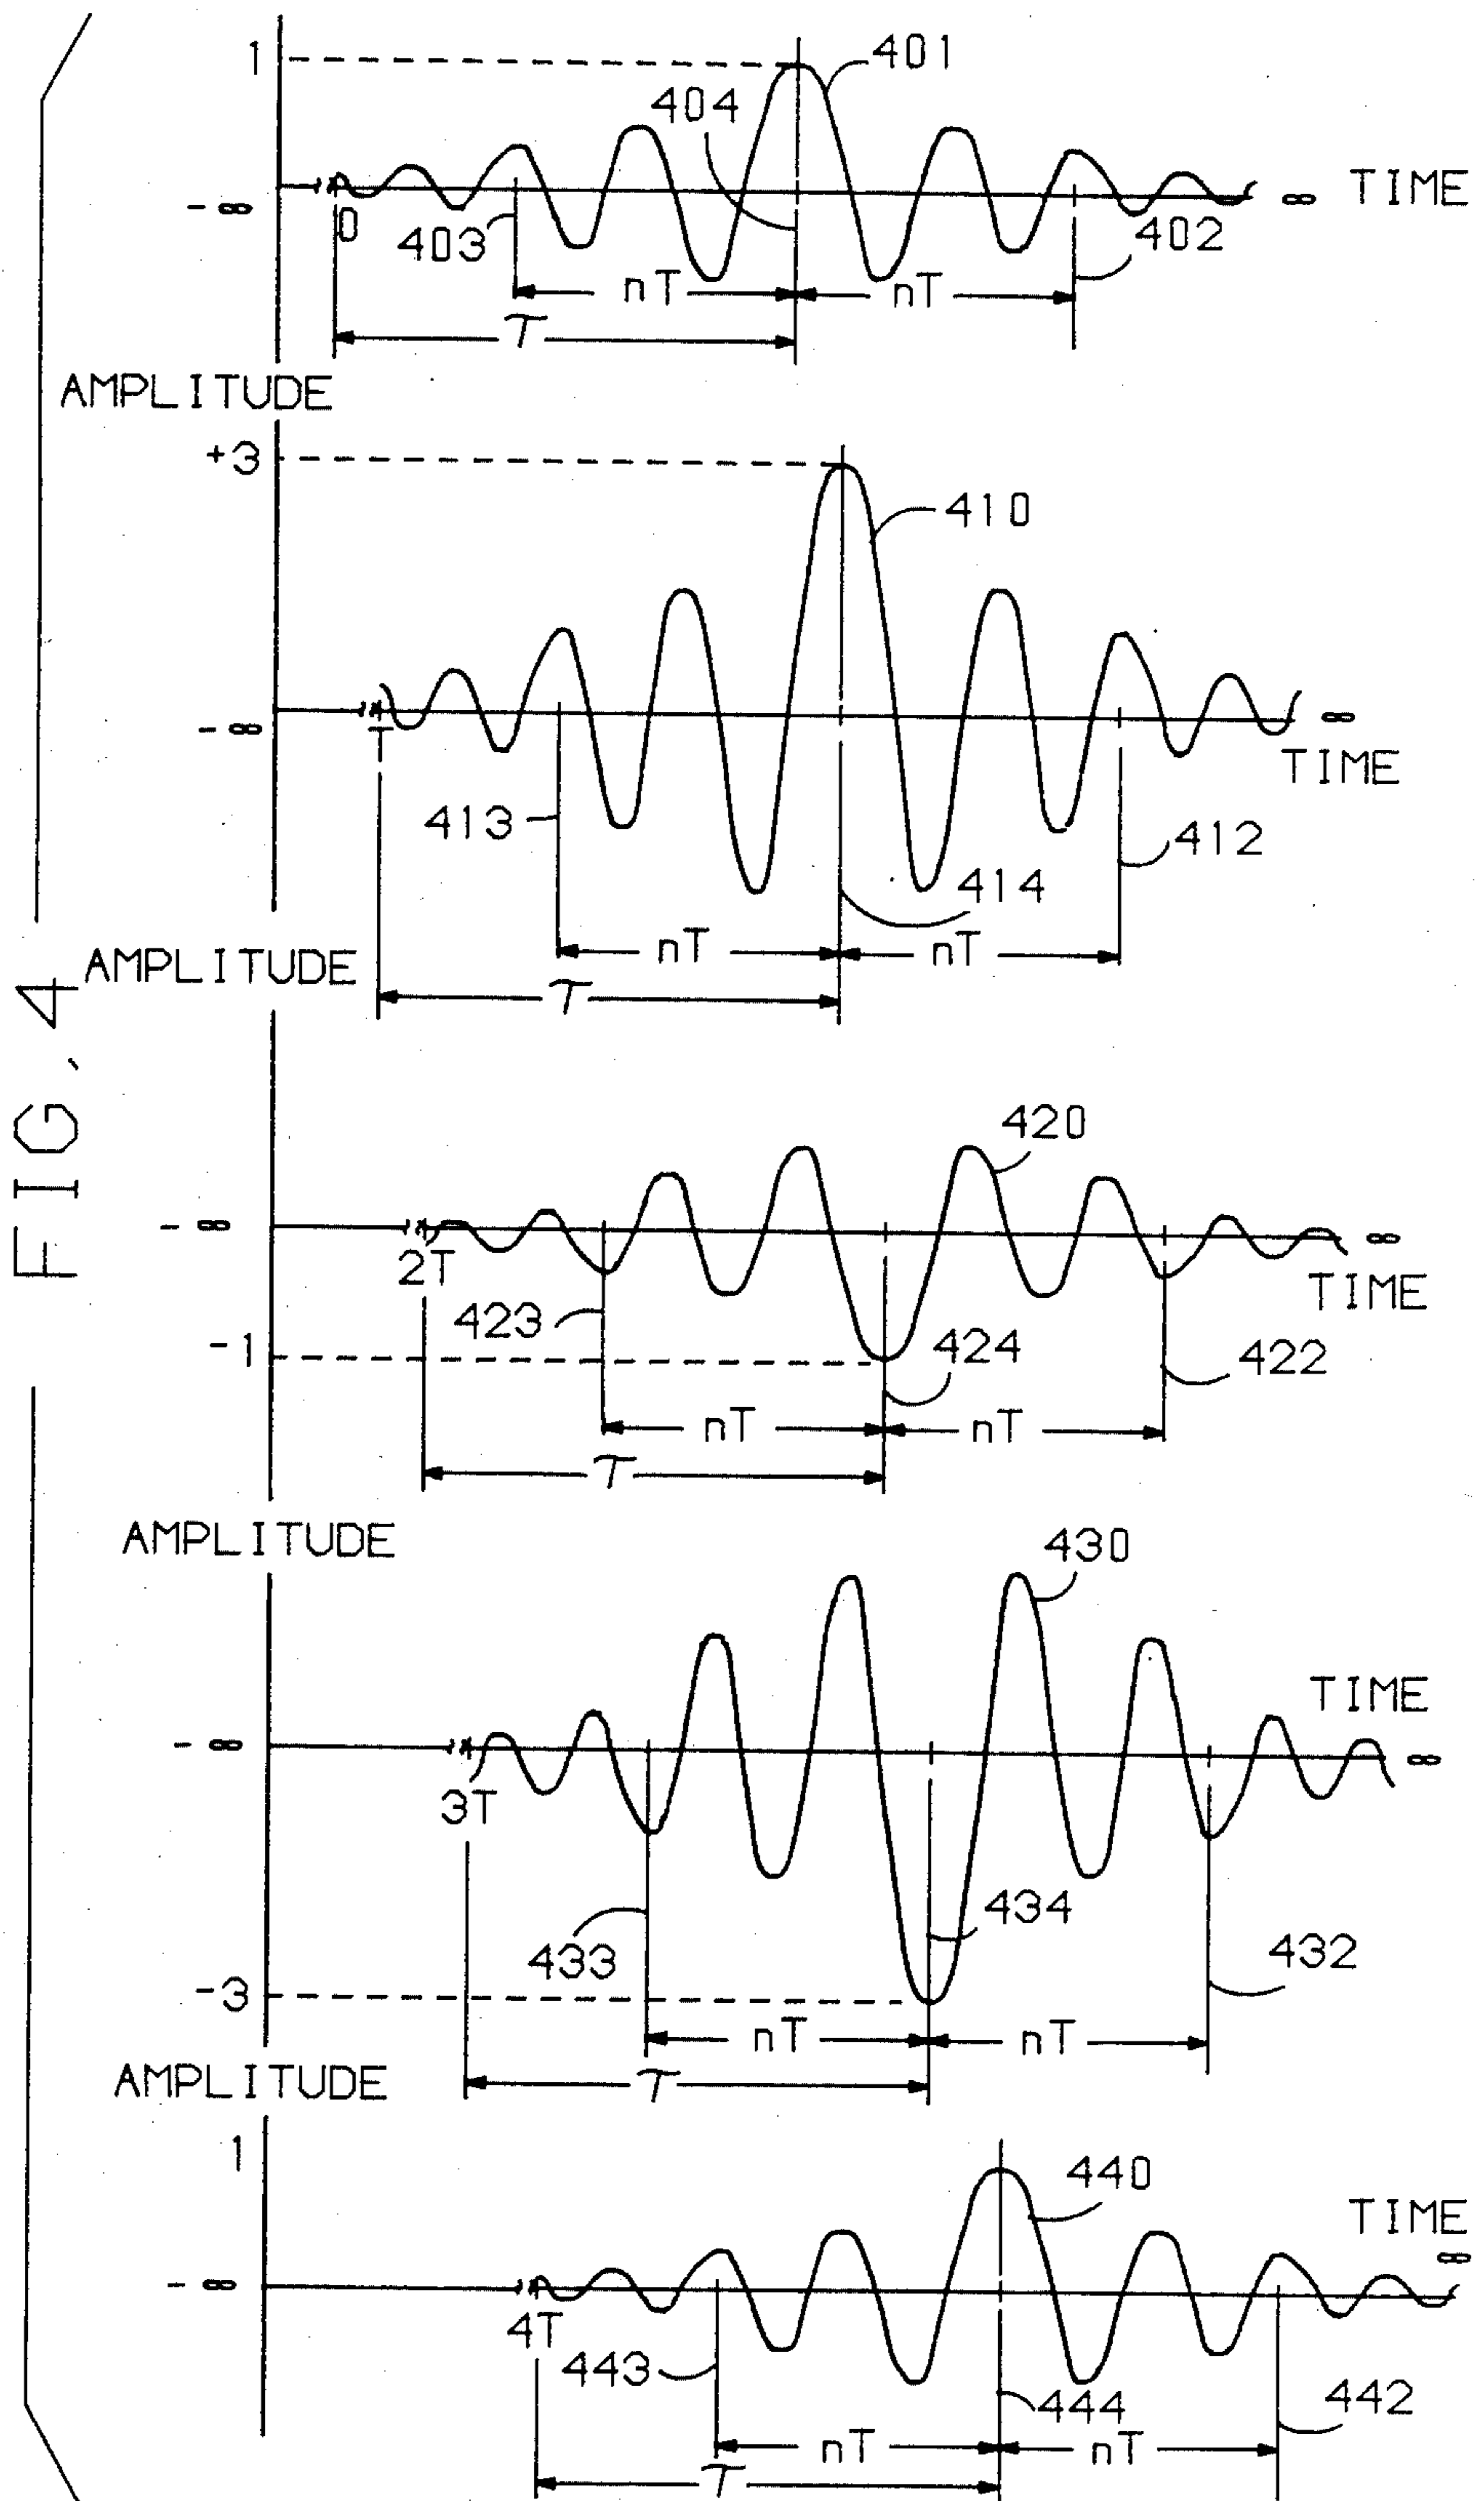 1
401
404
-∞
0
403
402
∞
TIME
nT
nT
τ
AMPLITUDE
+3
410
-∞
T
∞
TIME
413
412
414
nT
nT
τ
AMPLITUDE
FIG. 4
420
-∞
2T
∞
TIME
423
-1
424
422
nT
nT
τ
AMPLITUDE
430
TIME
-∞
3T
∞
434
433
432
-3
nT
nT
τ
AMPLITUDE
1
440
TIME
∞
-∞
4T
443
444
442
nT
nT
τ